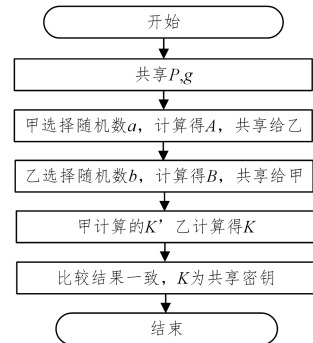 开始
共享P,g
甲选择随机数a，计算得A，共享给乙
乙选择随机数b，计算得B，共享给甲
甲计算的K’ 乙计算得K
比较结果一致，K为共享密钥
结束